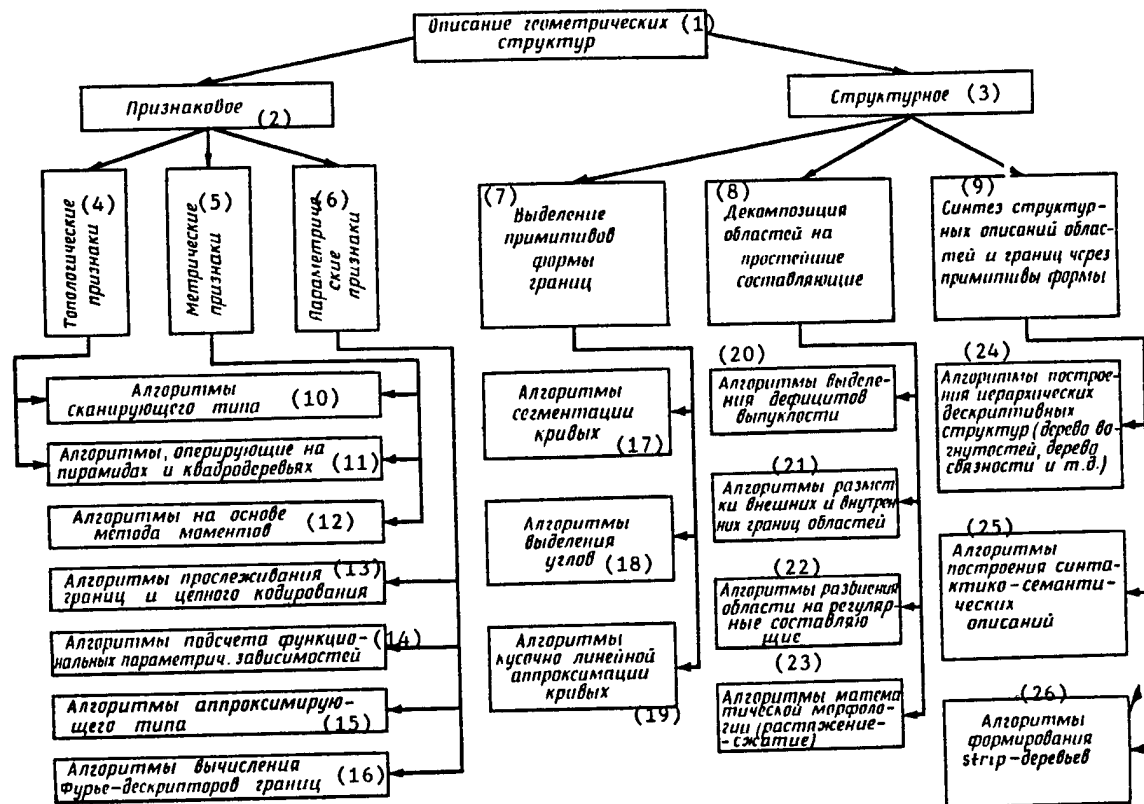 Описание геометрических (1)
структур
Признаковое
(2)
Структурное (3)
(4)
Топологические
признаки
(5)
Метрические
признаки
(6)
Параметриче-
ские признаки
(7)
Выделение
примитивов
формы
границ
(8)
Декомпозиция
областей на
простейшие
составляющие
(9)
Синтез структур-
ных описаний облас-
тей и границ через
примитивы формы
Алгоритмы
сканирующего типа (10)
Алгоритмы, оперирующие на
пирамидах и квадродеревьях (11)
Алгоритмы на основе
метода моментов (12)
Алгоритмы прослеживания (13)
границ и цепного кодирования
Алгоритмы подсчета функцио- (14)
нальных параметрич. зависимостей
Алгоритмы аппроксимирую-
щего типа (15)
Алгоритмы вычисления
Фурье-дескрипторов границ (16)
Алгоритмы
сегментации
кривых
(17)
Алгоритмы
выделения
углов (18)
Алгоритмы
кусочно линейной
аппроксимации
кривых
(19)
(20)
Алгоритмы выделе-
ния дефицитов
выпуклости
(21)
Алгоритмы размет-
ки внешних и внутрен
них границ областей
(22)
Алгоритмы разбиения
области на регуляр-
ные составляю
щие
(23)
Алгоритмы матема
тической морфоло-
гии (растяжение-
-сжатие)
(24)
Алгоритмы построе-
ния иерархических
дескриптивных
структур (дерево во-
гнутостей, дерево
связности и т.д.)
(25)
Алгоритмы
построения синта-
ктико-семанти-
ческих
описаний
(26)
Алгоритмы
формирования
strip-деревьев